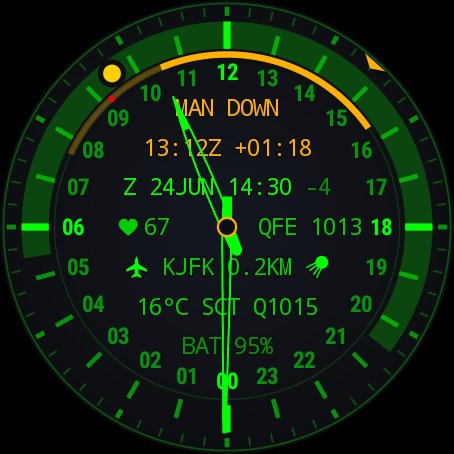 12
11 13
10 14
09 15
08 16
07 17
06 18
05 19
04 20
03 21
02 22
01 23
00
MAN DOWN
13:12Z +01:18
Z 24JUN 14:30 -4
67 QFE 1013
KJFK 0.2KM
16°C SCT Q1015
BAT 95%